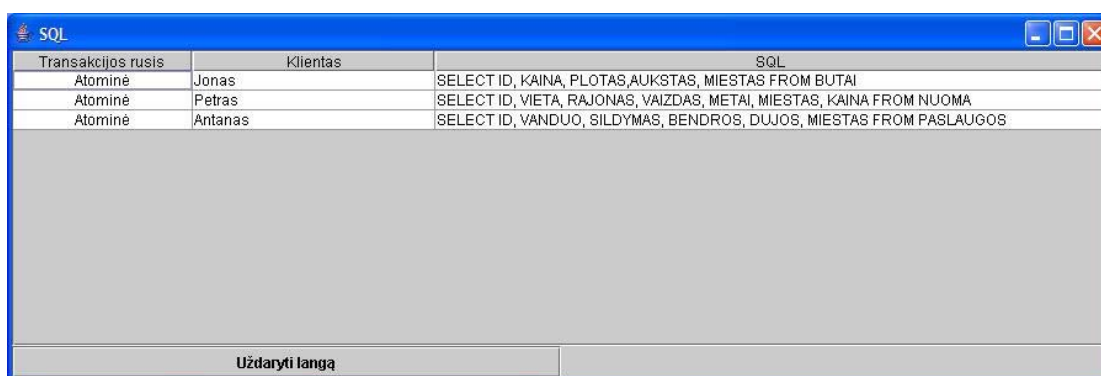 SQL
Transakcijos rusis Klientas SQL
Atominė Jonas SELECT ID, KAINA, PLOTAS,AUKSTAS, MIESTAS FROM BUTAI
Atominė Petras SELECT ID, VIETA, RAJONAS, VAIZDAS, METAI, MIESTAS, KAINA FROM NUOMA
Atominė Antanas SELECT ID, VANDUO, SILDYMAS, BENDROS, DUJOS, MIESTAS FROM PASLAUGOS
Uždaryti langą